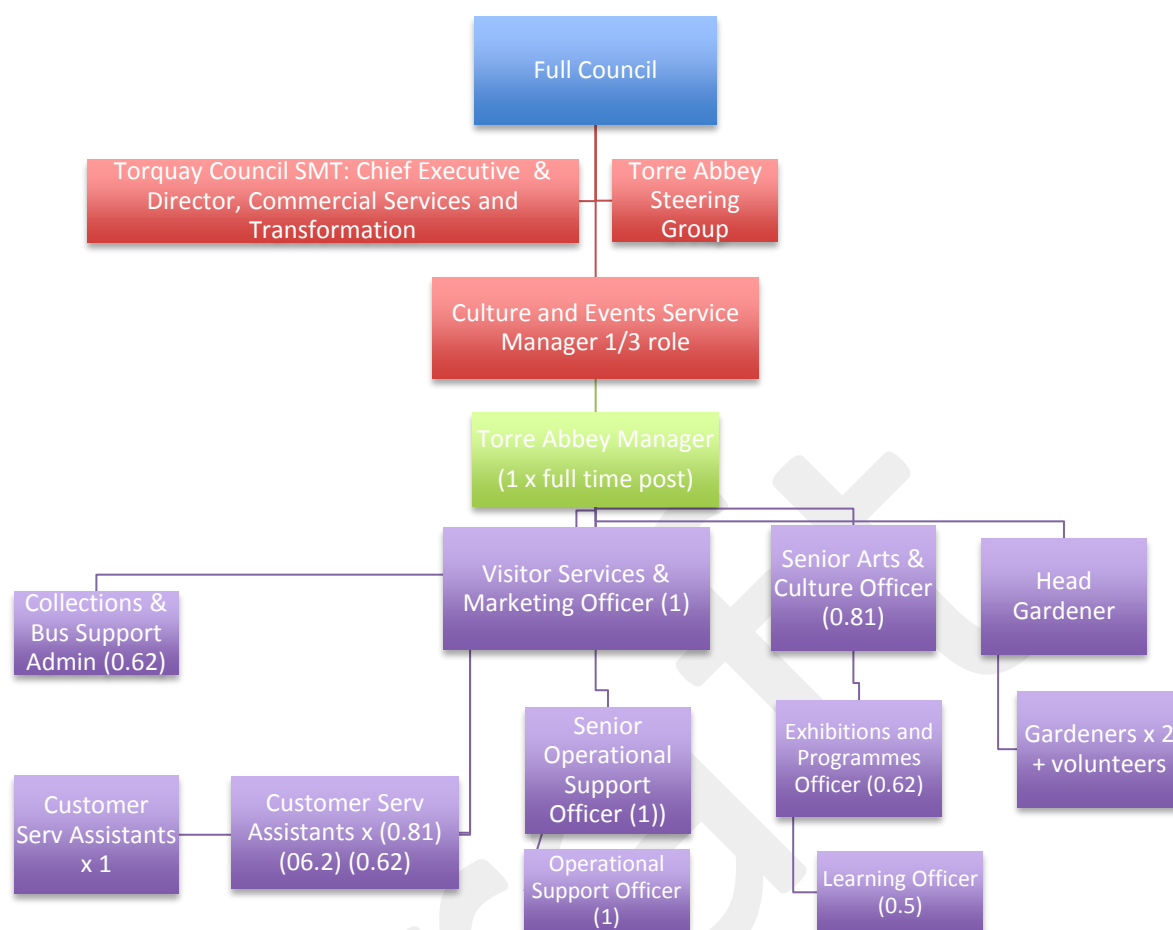 Full Council
Torquay Council SMT: Chief Executive &
Director, Commercial Services and
Transformation
Torre Abbey
Steering
Group
Culture and Events Service
Manager 1/3 role
Torre Abbey Manager
(1 x full time post)
Visitor Services &
Marketing Officer (1)
Senior Arts &
Culture Officer
(0.81)
Head
Gardener
Collections &
Bus Support
Admin (0.62)
Senior
Operational
Support
Officer (1))
Exhibitions and
Programmes
Officer (0.62)
Gardeners x 2
+ volunteers
Customer
Serv Assistants
x 1
Customer Serv
Assistants x (0.81)
(06.2) (0.62)
Operational
Support Officer
(1)
Learning Officer
(0.5)